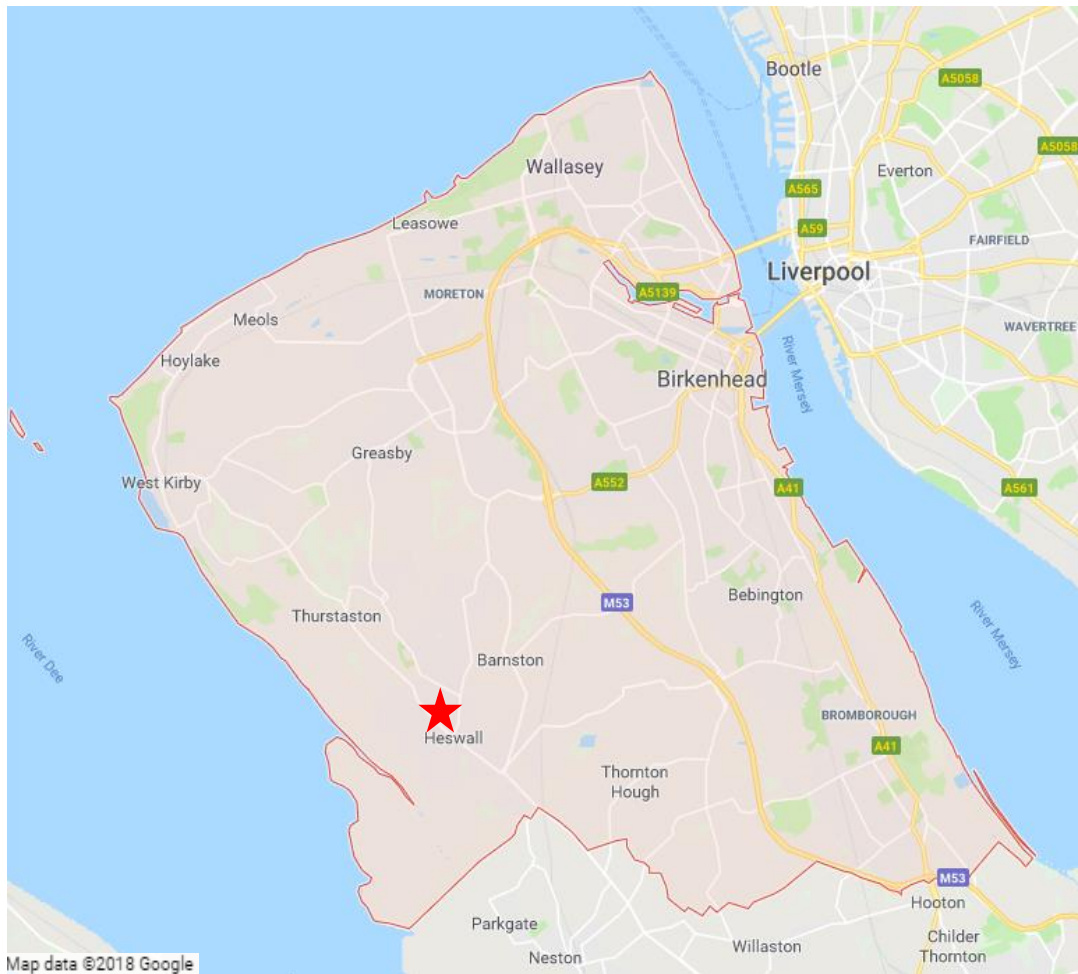 Bootle
A5058
A5058
Wallasey
Everton
A565
Leasowe
A59
FAIRFIELD
Liverpool
MORETON
A5139
Meols
WAVERTREE
Hoylake
River Mersey
Birkenhead
Greasby
West Kirby
A552
A41
A561
M53
Bebington
Thurstaston
River Mersey
River Dee
Barnston
BROMBOROUGH
Heswall
A41
Thornton
Hough
M53
Hooton
Parkgate
Willaston
Childer
Thornton
Neston
Map data ©2018 Google